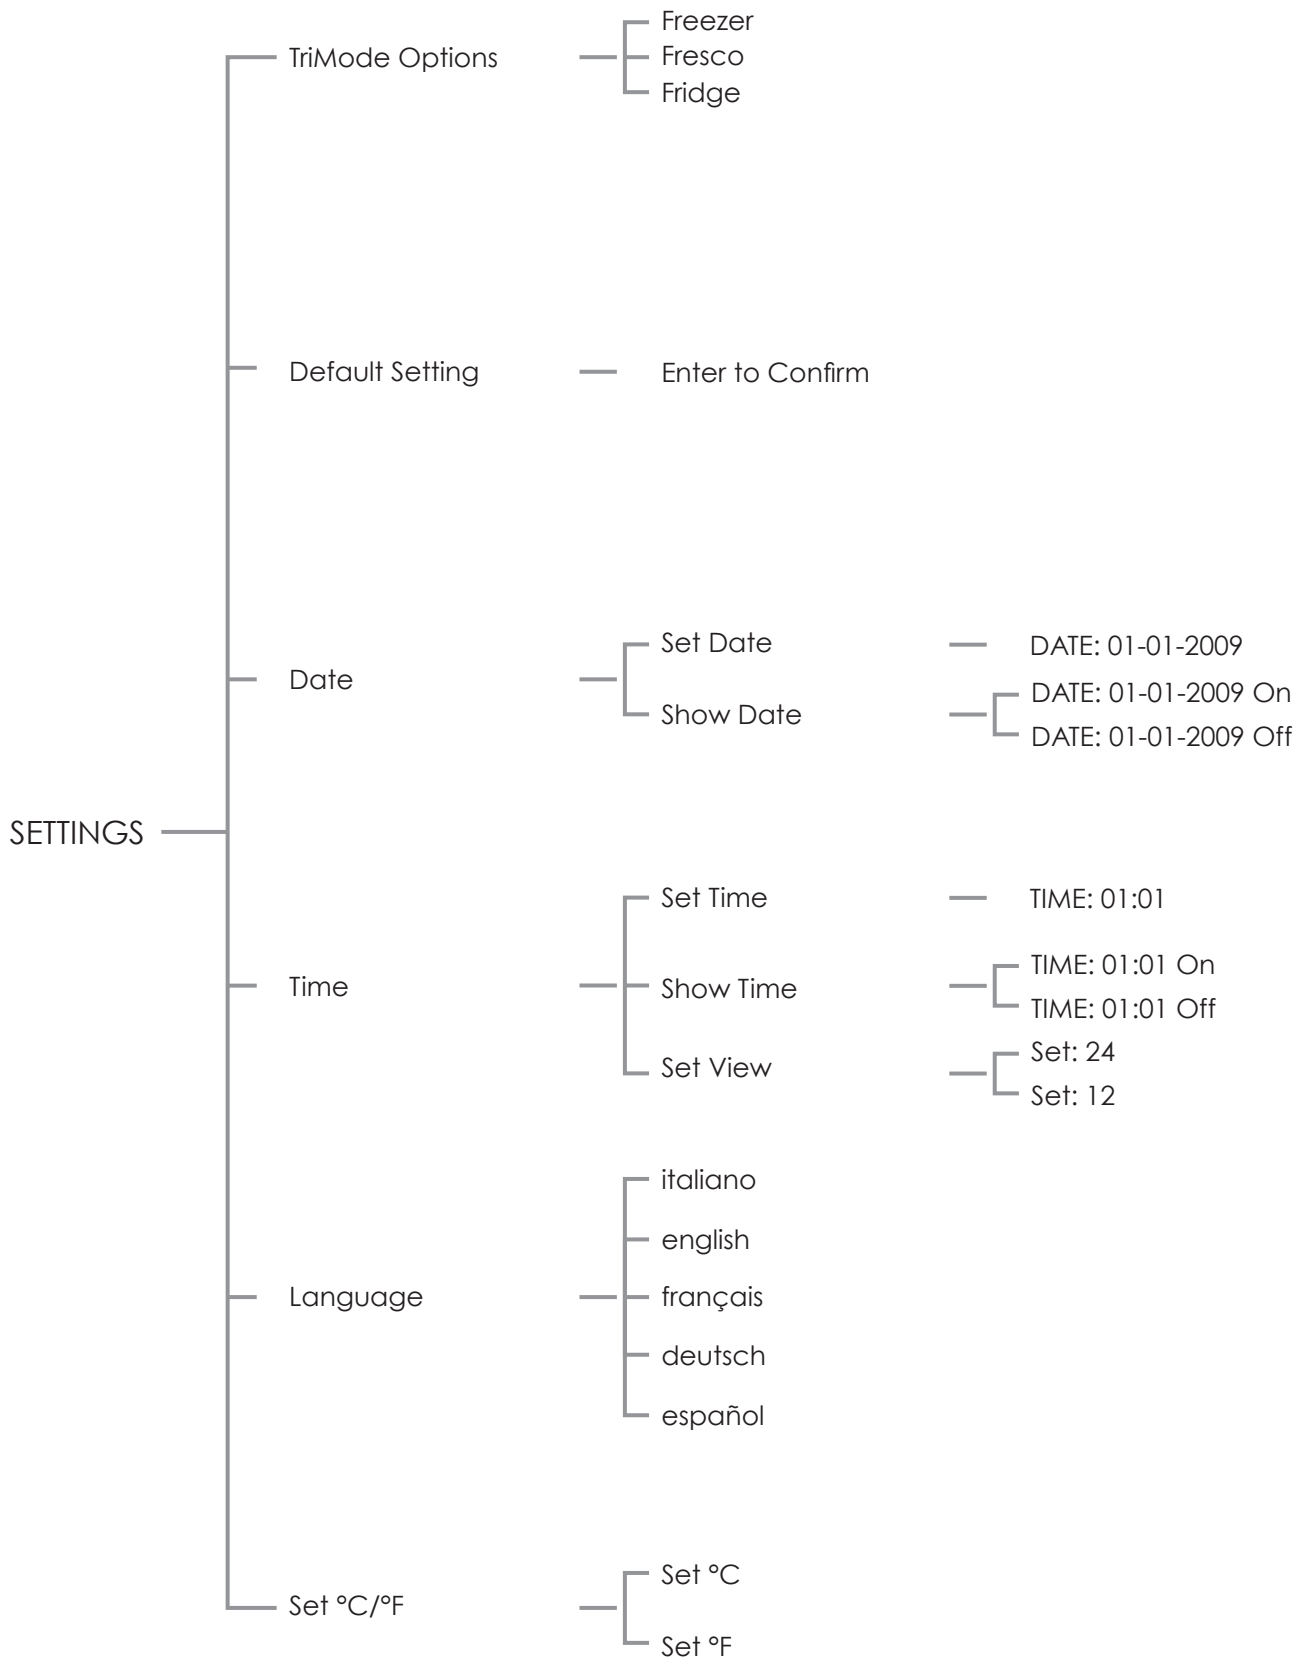 SETTINGS
TriMode Options
Freezer
Fresco
Fridge
Default Setting
Enter to Confirm
Date
Set Date
DATE: 01-01-2009
Show Date
DATE: 01-01-2009 On
DATE: 01-01-2009 Off
Time
Set Time
TIME: 01:01
Show Time
TIME: 01:01 On
TIME: 01:01 Off
Set View
Set: 24
Set: 12
Language
italiano
english
français
deutsch
español
Set °C/°F
Set °C
Set °F